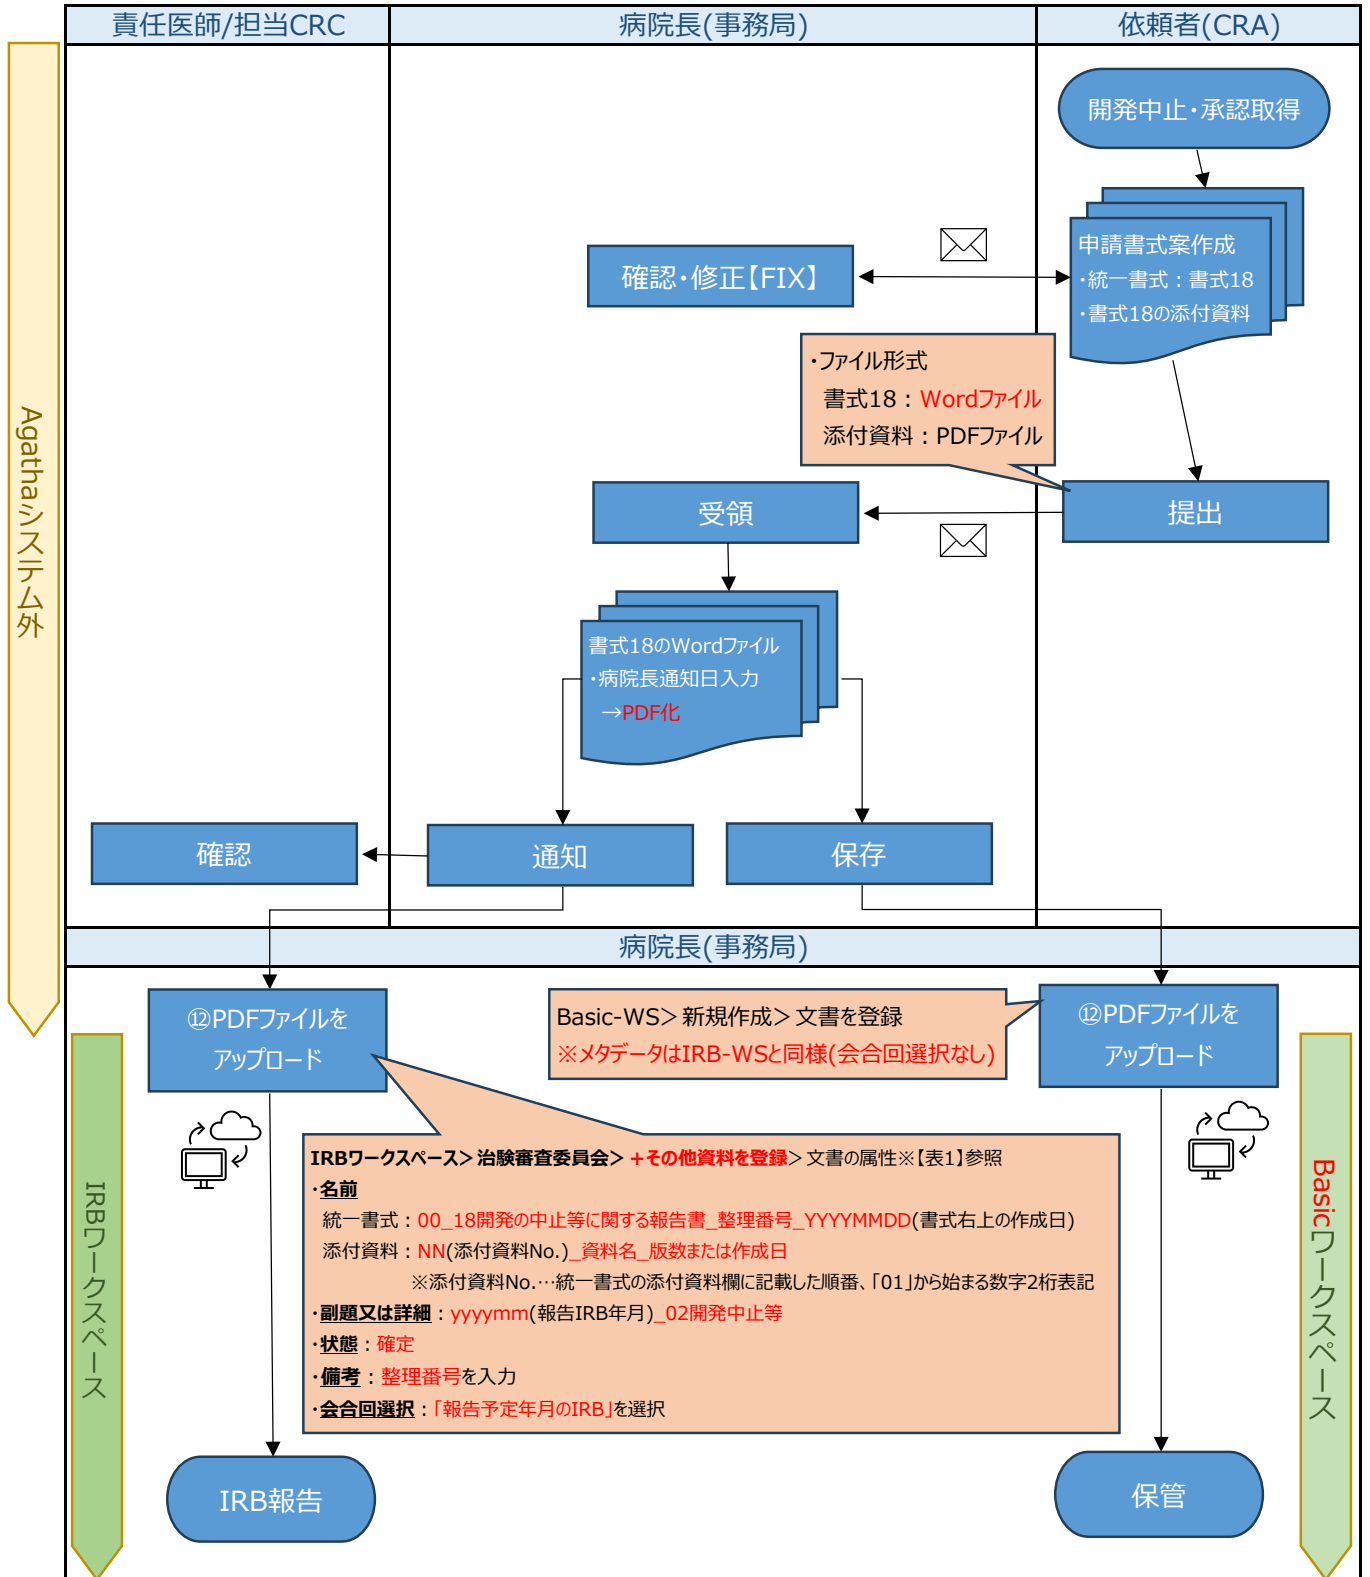 責任医師/担当CRC
病院長(事務局)
依頼者(CRA)
開発中止・承認取得
申請書式案作成
・統一書式：書式18
・書式18の添付資料
確認・修正【FIX】
・ファイル形式
書式18：Wordファイル
添付資料：PDFファイル
提出
受領
書式18のWordファイル
・病院長通知日入力
→PDF化
確認
通知
保存
Agathaシステム外
病院長(事務局)
⑫PDFファイルを
アップロード
Basic-WS＞新規作成＞文書を登録
※メタデータはIRB-WSと同様(会合回選択なし)
⑫PDFファイルを
アップロード
IRBワークスペース＞治験審査委員会＞+その他資料を登録＞文書の属性※【表1】参照
・名前
統一書式：00_18開発の中止等に関する報告書_整理番号_YYYYMMDD(書式右上の作成日)
添付資料：NN(添付資料No.)_資料名_版数または作成日
※添付資料No.…統一書式の添付資料欄に記載した順番、「01」から始まる数字2桁表記
・副題又は詳細：yyyymm(報告IRB年月)_02開発中止等
・状態：確定
・備考：整理番号を入力
・会合回選択：「報告予定年月のIRB」を選択
IRB報告
保管
IRBワークスペース
Basicワークスペース